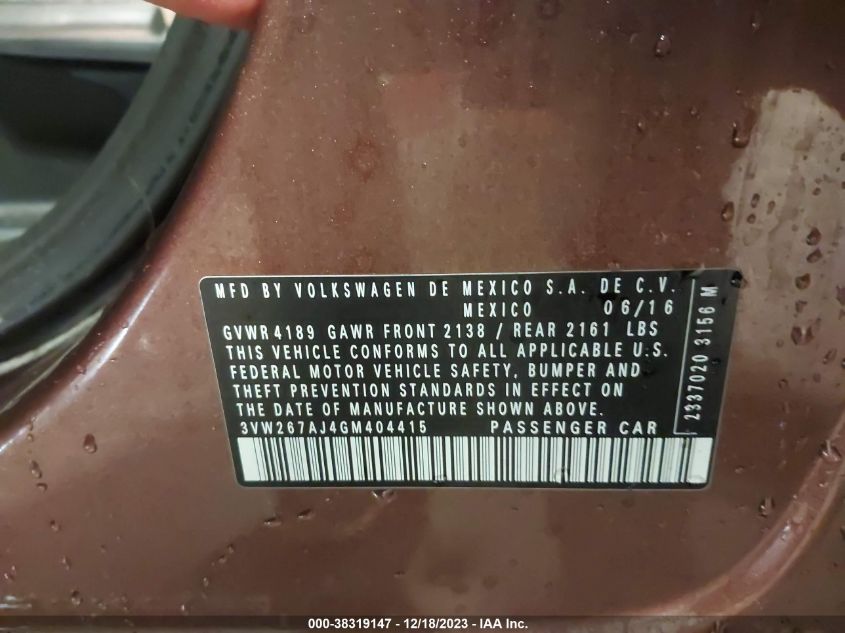 MFD BY VOLKSWAGEN DE MEXICO S.A. DE C.V.
MEXICO 06/16
GVWR 4189 GAWR FRONT 2138 / REAR 2161 LBS
THIS VEHICLE CONFORMS TO ALL APPLICABLE U.S.
FEDERAL MOTOR VEHICLE SAFETY, BUMPER AND
THEFT PREVENTION STANDARDS IN EFFECT ON
THE DATE OF MANUFACTURE SHOWN ABOVE.
3VW267AJ4GM404415 PASSENGER CAR
2337020 3156 M
000-38319147 - 12/18/2023 - IAA Inc.